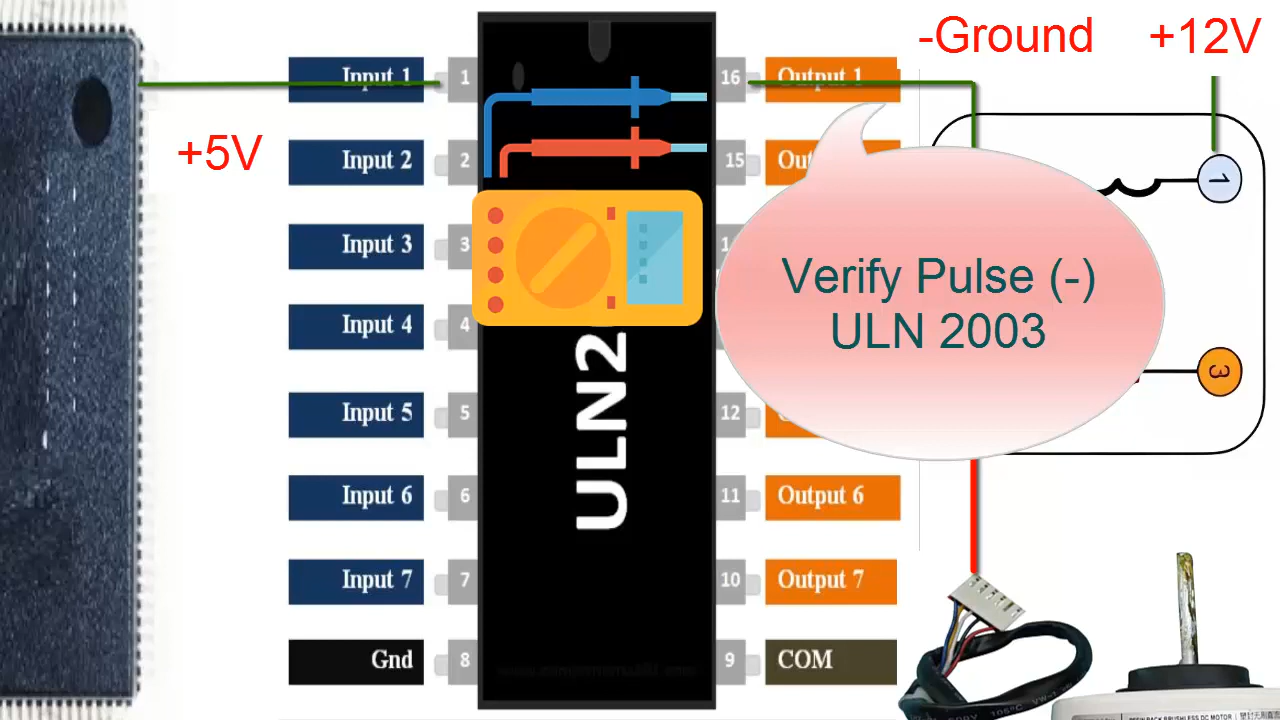 -Ground +12V
Input 1 1 16 Output 1
+5V
Input 2 2 15
Input 3 3
Input 4 4
Verify Pulse (-)
ULN 2003
1
3
ULN2
Input 5 5 12
Input 6 6 11 Output 6
Input 7 7 10 Output 7
Gnd 8 9 COM